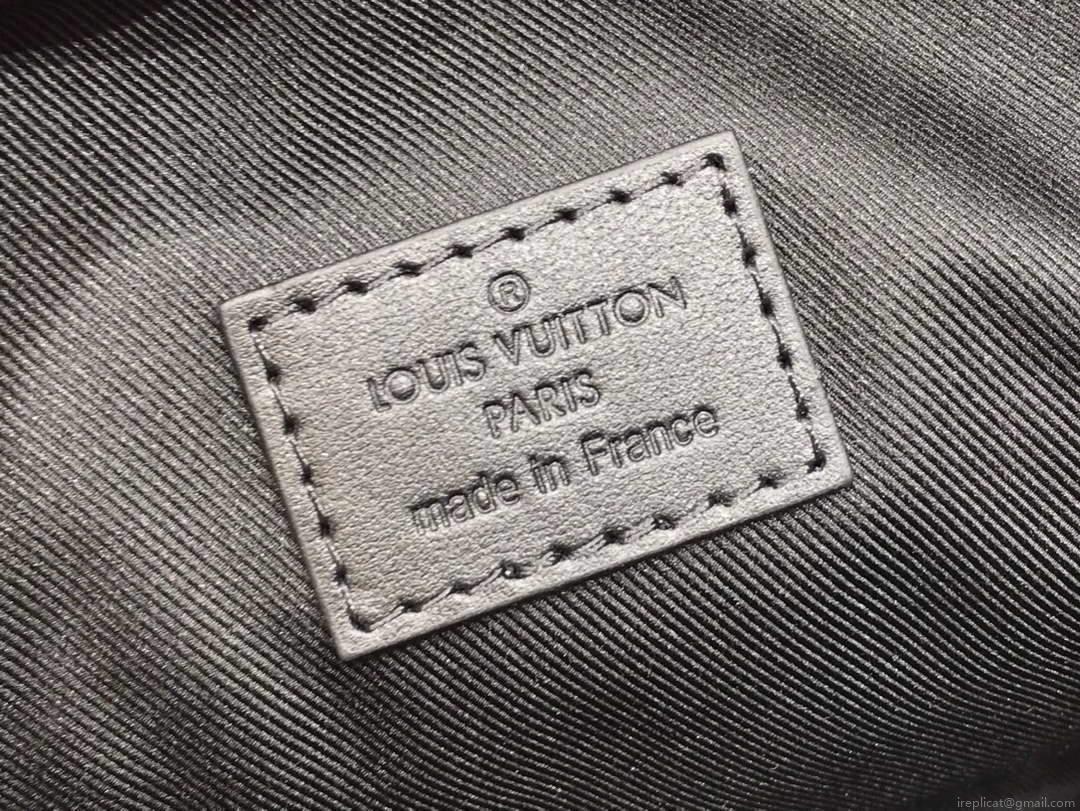 ®
LOUIS VUITTON
PARIS
made in France
ireplicat@gmail.com